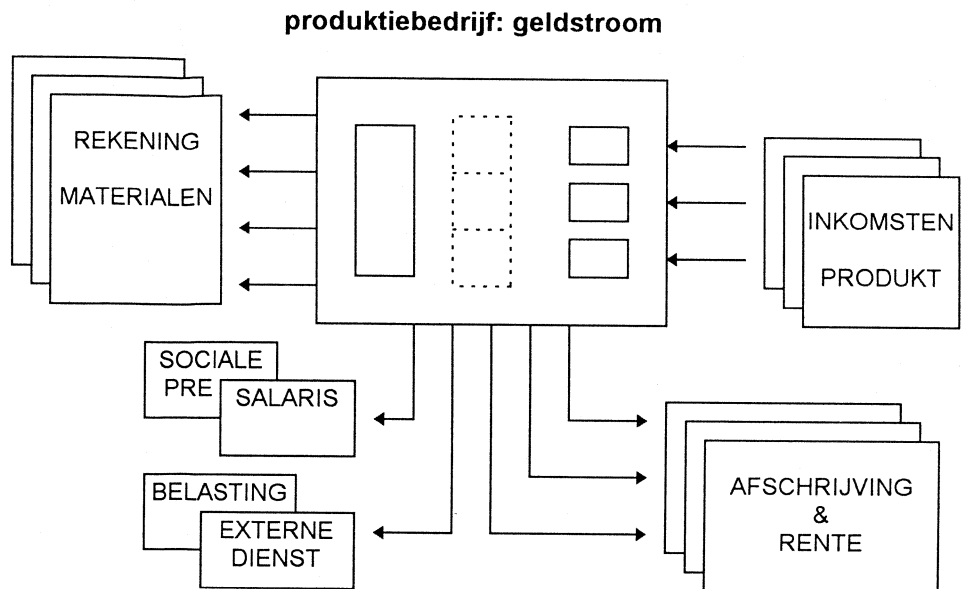 produktiebedrijf: geldstroom
REKENING
MATERIALEN
INKOMSTEN
PRODUKT
SOCIALE
PRE
SALARIS
BELASTING
EXTERNE
DIENST
AFSCHRIJVING
&
RENTE